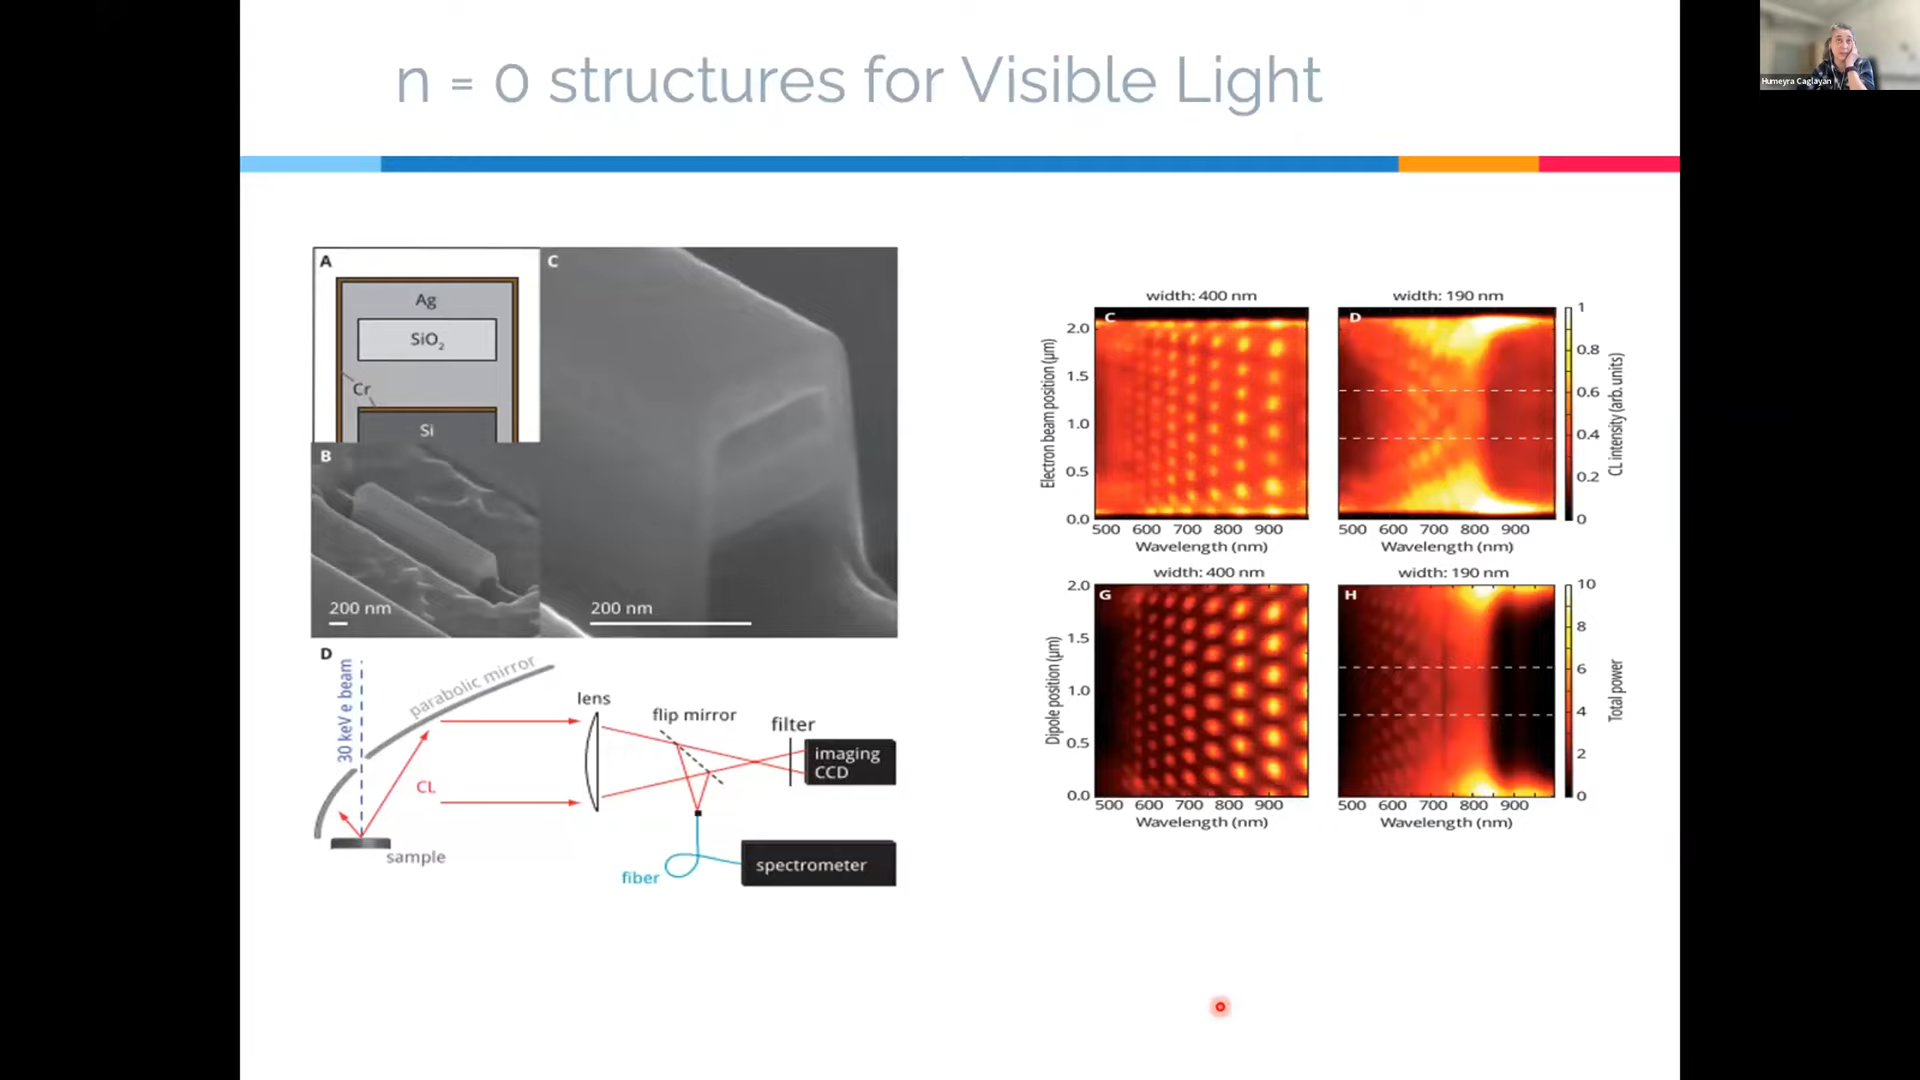 n = 0 structures for Visible Light
Humeyra Caglayan
A
Ag
SiO2
Cr
Si
B
200 nm
C
200 nm
D
30 keV e beam
parabolic mirror
CL
sample
lens
flip mirror
filter
imaging
CCD
fiber
spectrometer
width: 400 nm
C
Electron beam position (μm)
2.0
1.5
1.0
0.5
0.0
500 600 700 800 900
Wavelength (nm)
width: 190 nm
D
500 600 700 800 900
Wavelength (nm)
1
0.8
0.6
0.4
0.2
0
CL intensity (arb. units)
width: 400 nm
G
Dipole position (μm)
2.0
1.5
1.0
0.5
0.0
500 600 700 800 900
Wavelength (nm)
width: 190 nm
H
500 600 700 800 900
Wavelength (nm)
10
8
6
4
2
0
Total power